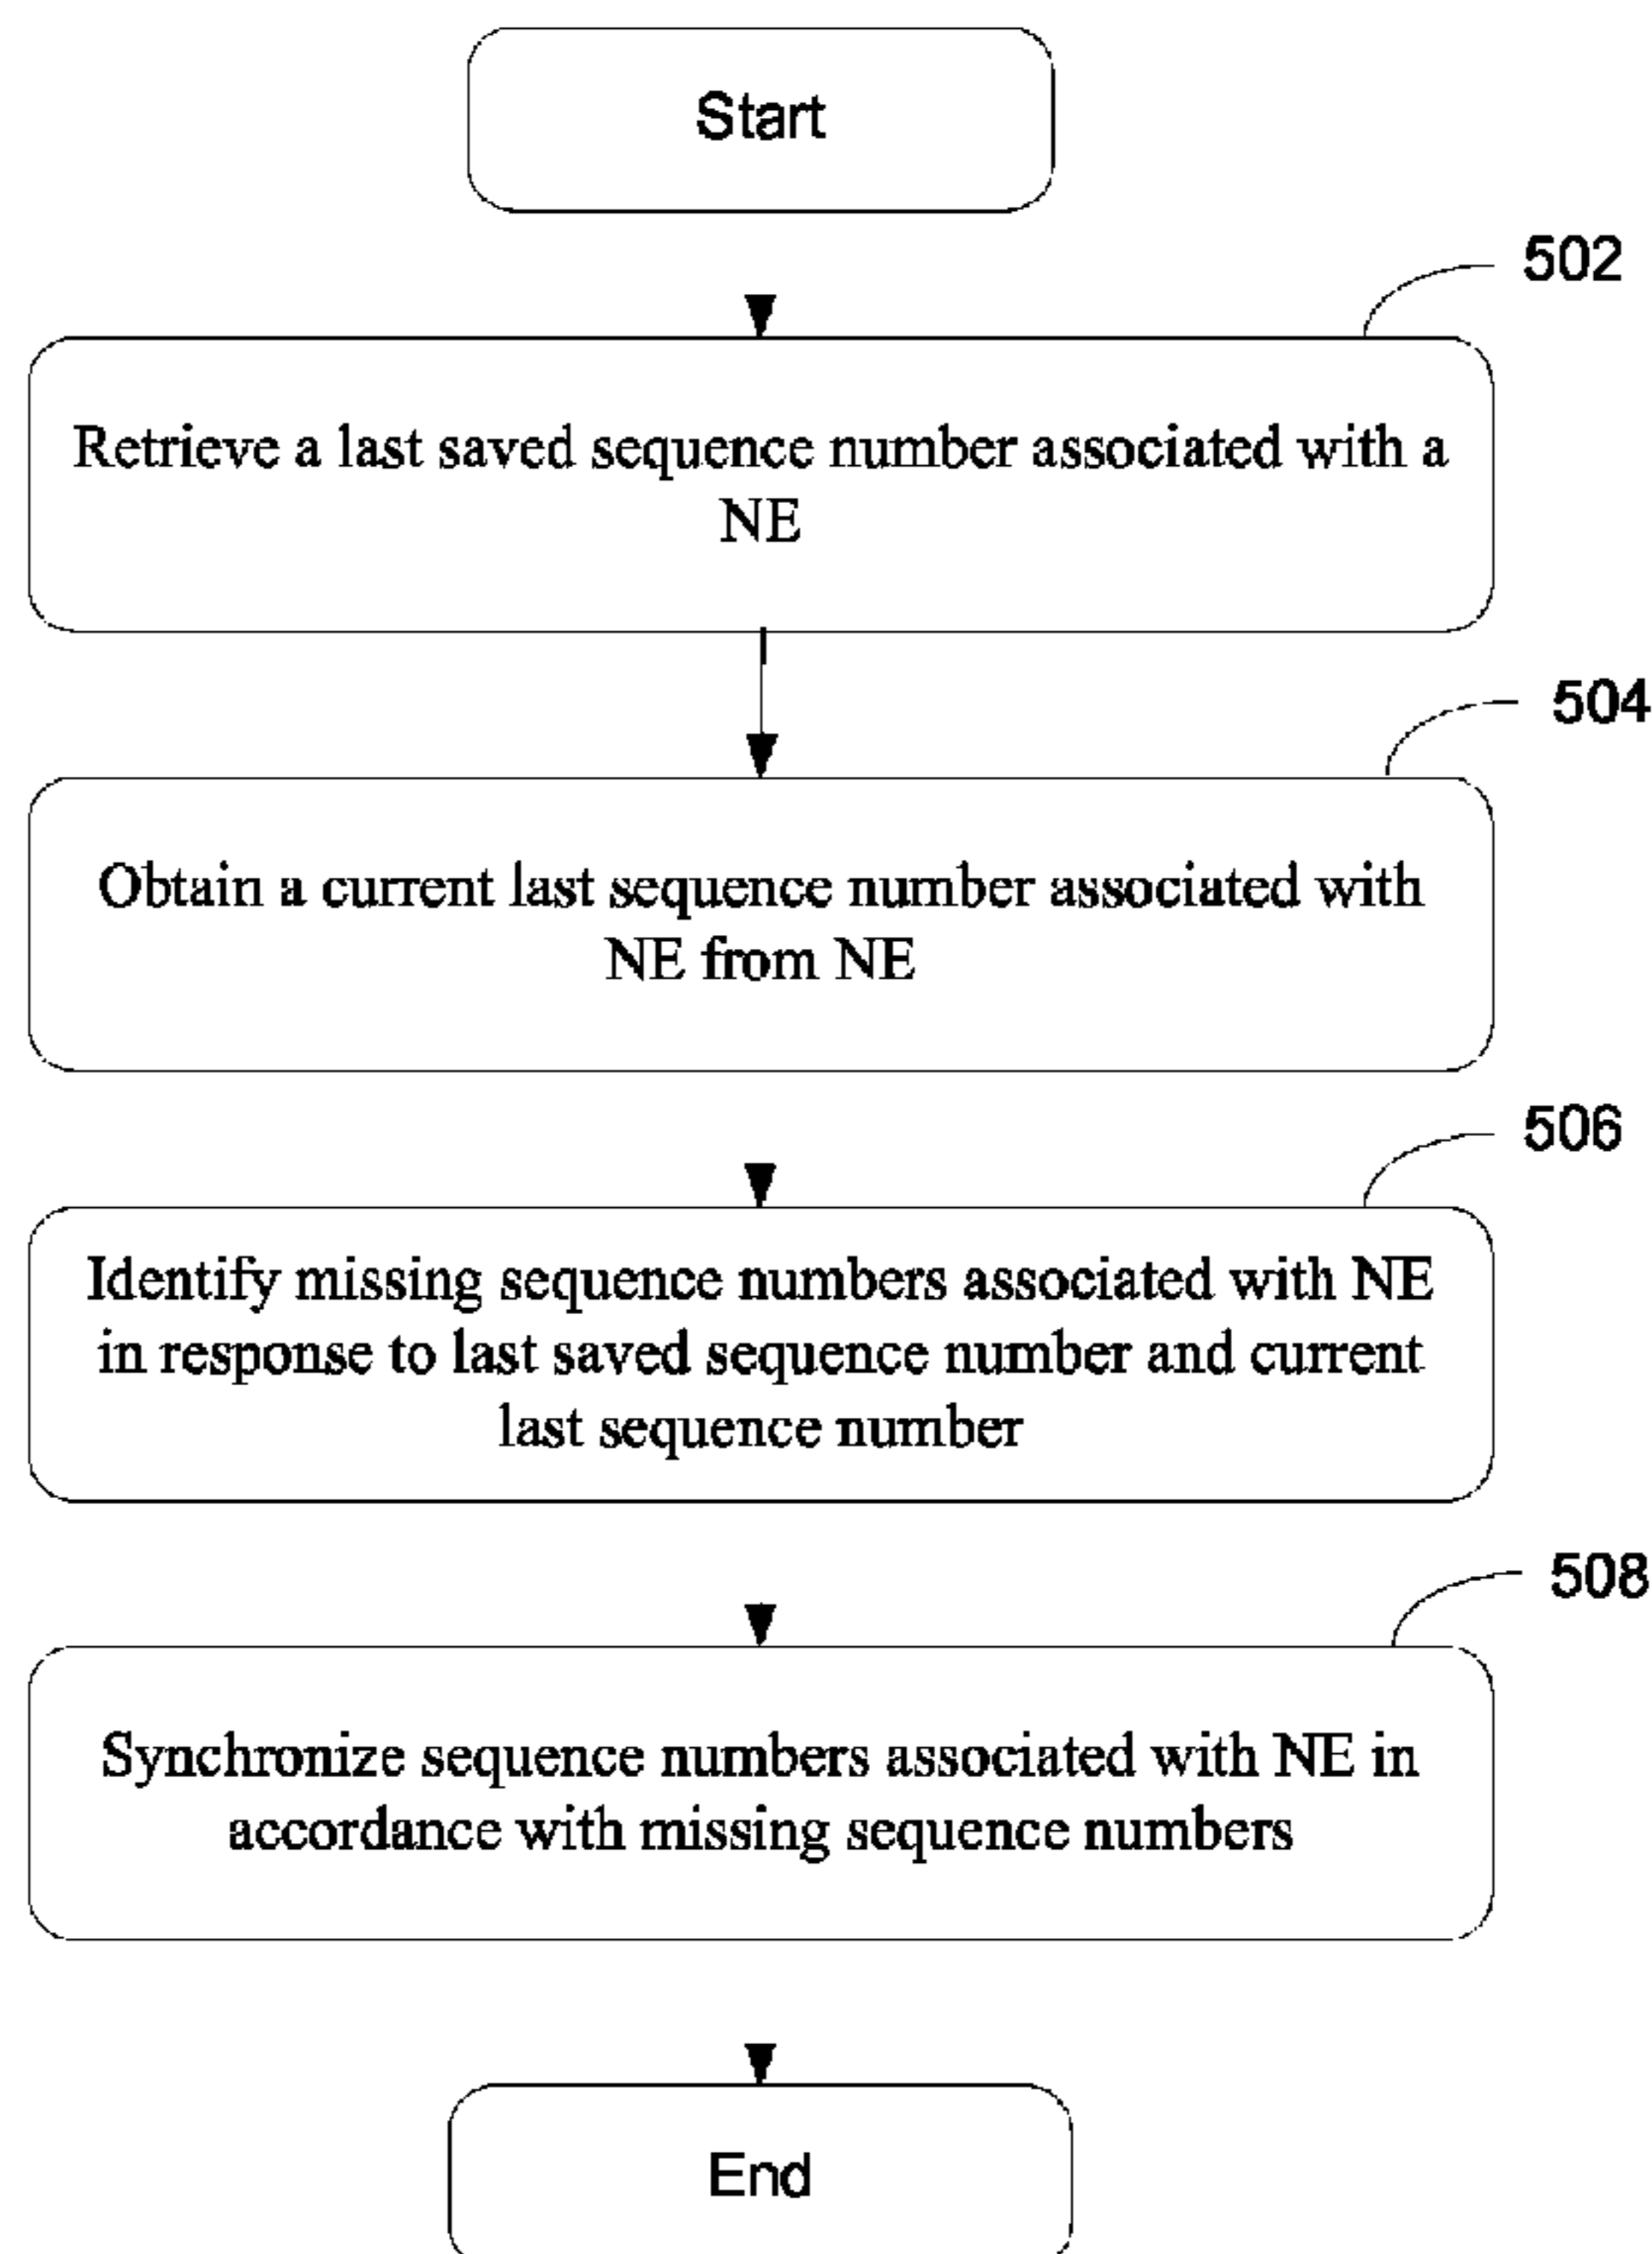 Start
502
Retrieve a last saved sequence number associated with a
NE
504
Obtain a current last sequence number associated with
NE from NE
506
Identify missing sequence numbers associated with NE
in response to last saved sequence number and current
last sequence number
508
Synchronize sequence numbers associated with NE in
accordance with missing sequence numbers
End